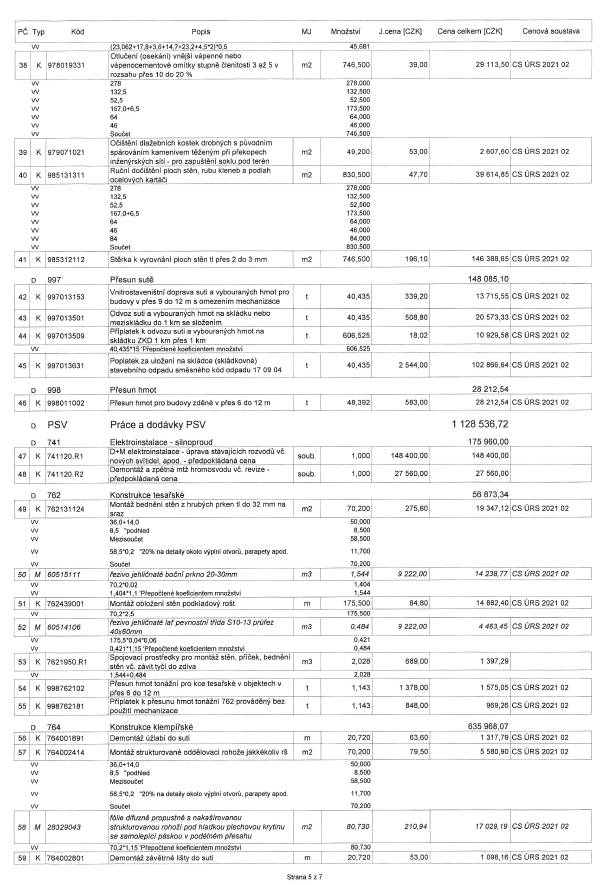 PČ Typ Kód Popis MJ Množství J.cena [CZK] Cena celkem [CZK] Cenová soustava
VV (23,062+17,8+3,6+14,7+23,2+4,5*2)*0,5 45,681
38 K 978019331 Otlučení (osekání) vnější vápenné nebo vápenocementové omítky stupně členitosti 3 až 5 v rozsahu přes 10 do 20 % m2 746,500 39,00 29 113,50 CS ÚRS 2021 02
VV 278 278,000
VV 132,5 132,500
VV 52,5 52,500
VV 167,0+6,5 173,500
VV 64 64,000
VV 46 46,000
VV Součet 746,500
39 K 979071021 Očištění dlažebních kostek drobných s původním spárováním kamenivem těženým při překopech inženýrských sítí - pro zapuštění soklu pod terén m2 49,200 53,00 2 607,60 CS ÚRS 2021 02
40 K 985131311 Ruční dočištění ploch stěn, rubu kleneb a podlah ocelových kartáči m2 830,500 47,70 39 614,85 CS ÚRS 2021 02
VV 278 278,000
VV 132,5 132,500
VV 52,5 52,500
VV 167,0+6,5 173,500
VV 64 64,000
VV 46 46,000
VV 84 84,000
VV Součet 830,500
41 K 985312112 Stěrka k vyrovnání ploch stěn tl přes 2 do 3 mm m2 746,500 196,10 146 388,65 CS ÚRS 2021 02
D 997 Přesun sutě 148 085,10
42 K 997013153 Vnitrostaveništní doprava suti a vybouraných hmot pro budovy v přes 9 do 12 m s omezením mechanizace t 40,435 339,20 13 715,55 CS ÚRS 2021 02
43 K 997013501 Odvoz suti a vybouraných hmot na skládku nebo meziskládku do 1 km se složením t 40,435 508,80 20 573,33 CS ÚRS 2021 02
44 K 997013509 Příplatek k odvozu suti a vybouraných hmot na skládku ZKD 1 km přes 1 km t 606,525 18,02 10 929,58 CS ÚRS 2021 02
VV 40,435*15 'Přepočtené koeficientem množství 606,525
45 K 997013631 Poplatek za uložení na skládce (skládkovné) stavebního odpadu směsného kód odpadu 17 09 04 t 40,435 2 544,00 102 866,64 CS ÚRS 2021 02
D 998 Přesun hmot 28 212,54
46 K 998011002 Přesun hmot pro budovy zděné v přes 6 do 12 m t 48,392 583,00 28 212,54 CS ÚRS 2021 02
D PSV Práce a dodávky PSV 1 128 536,72
D 741 Elektroinstalace - silnoproud 175 960,00
47 K 741120.R1 D+M elektroinstalace - úprava stávajících rozvodů vč. nových svítidel, apod. - předpokládaná cena soub. 1,000 148 400,00 148 400,00
48 K 741120.R2 Demontáž a zpětná mtž hromosvodu vč. revize - předpokládaná cena soub. 1,000 27 560,00 27 560,00
D 762 Konstrukce tesařské 56 873,34
49 K 762131124 Montáž bednění stěn z hrubých prken tl do 32 mm na sraz m2 70,200 275,60 19 347,12 CS ÚRS 2021 02
VV 36,0+14,0 50,000
VV 8,5 "podhled 8,500
VV Mezisoučet 58,500
VV 58,5*0,2 "20% na detaily okolo výplní otvorů, parapety apod. 11,700
VV Součet 70,200
50 M 60515111 řezivo jehličnaté boční prkno 20-30mm m3 1,544 9 222,00 14 238,77 CS ÚRS 2021 02
VV 70,2*0,02 1,404
VV 1,404*1,1 'Přepočtené koeficientem množství 1,544
51 K 762439001 Montáž obložení stěn podkladový rošt m 175,500 84,80 14 882,40 CS ÚRS 2021 02
VV 70,2*2,5 175,500
52 M 60514106 řezivo jehličnaté lať pevnostní třída S10-13 průřez 40x60mm m3 0,484 9 222,00 4 463,45 CS ÚRS 2021 02
VV 175,5*0,04*0,06 0,421
VV 0,421*1,15 'Přepočtené koeficientem množství 0,484
53 K 7621950.R1 Spojovací prostředky pro montáž stěn, příček, bednění stěn vč. závit.tyčí do zdiva m3 2,028 689,00 1 397,29
VV 1,544+0,484 2,028
54 K 998762102 Přesun hmot tonážní pro kce tesařské v objektech v přes 6 do 12 m t 1,143 1 378,00 1 575,05 CS ÚRS 2021 02
55 K 998762181 Příplatek k přesunu hmot tonážní 762 prováděný bez použití mechanizace t 1,143 848,00 969,26 CS ÚRS 2021 02
D 764 Konstrukce klempířské 635 968,07
56 K 764001891 Demontáž úžlabí do suti m 20,720 63,60 1 317,79 CS ÚRS 2021 02
57 K 764002414 Montáž strukturované oddělovací rohože jakkékoliv rš m2 70,200 79,50 5 580,90 CS ÚRS 2021 02
VV 36,0+14,0 50,000
VV 8,5 "podhled 8,500
VV Mezisoučet 58,500
VV 58,5*0,2 "20% na detaily okolo výplní otvorů, parapety apod. 11,700
VV Součet 70,200
58 M 28329043 fólie difuzně propustné s nakašírovanou strukturovanou rohoží pod hladkou plechovou krytinu se samolepící páskou v podélném přesahu m2 80,730 210,94 17 029,19 CS ÚRS 2021 02
VV 70,2*1,15 'Přepočtené koeficientem množství 80,730
59 K 764002801 Demontáž závětrné lišty do suti m 20,720 53,00 1 098,16 CS ÚRS 2021 02
Strana 5 z 7